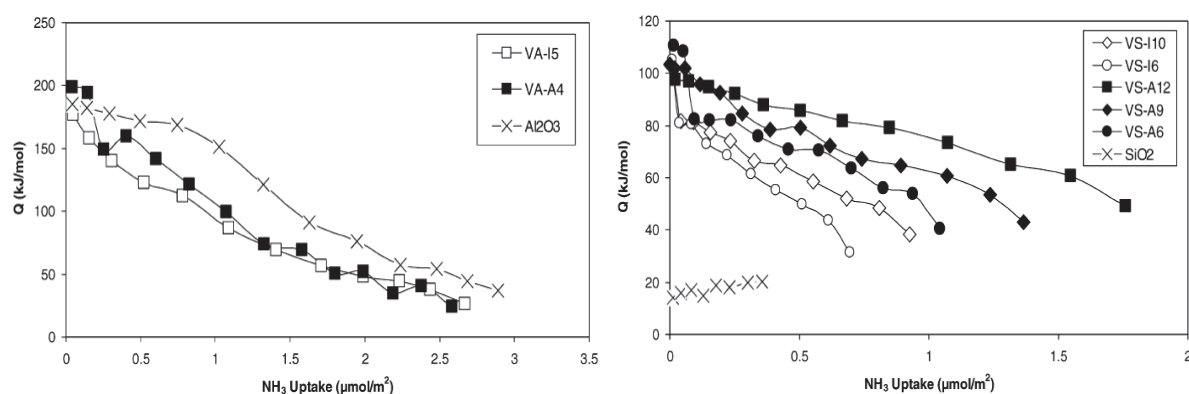 250
200
150
100
50
0
Q (kJ/mol)
0 0.5 1 1.5 2 2.5 3 3.5
NH₃ Uptake (µmol/m²)
VA-I5
VA-A4
Al2O3
120
100
80
60
40
20
0
Q (kJ/mol)
0 0.5 1 1.5 2
NH₃ Uptake (µmol/m²)
VS-I10
VS-I6
VS-A12
VS-A9
VS-A6
SiO2